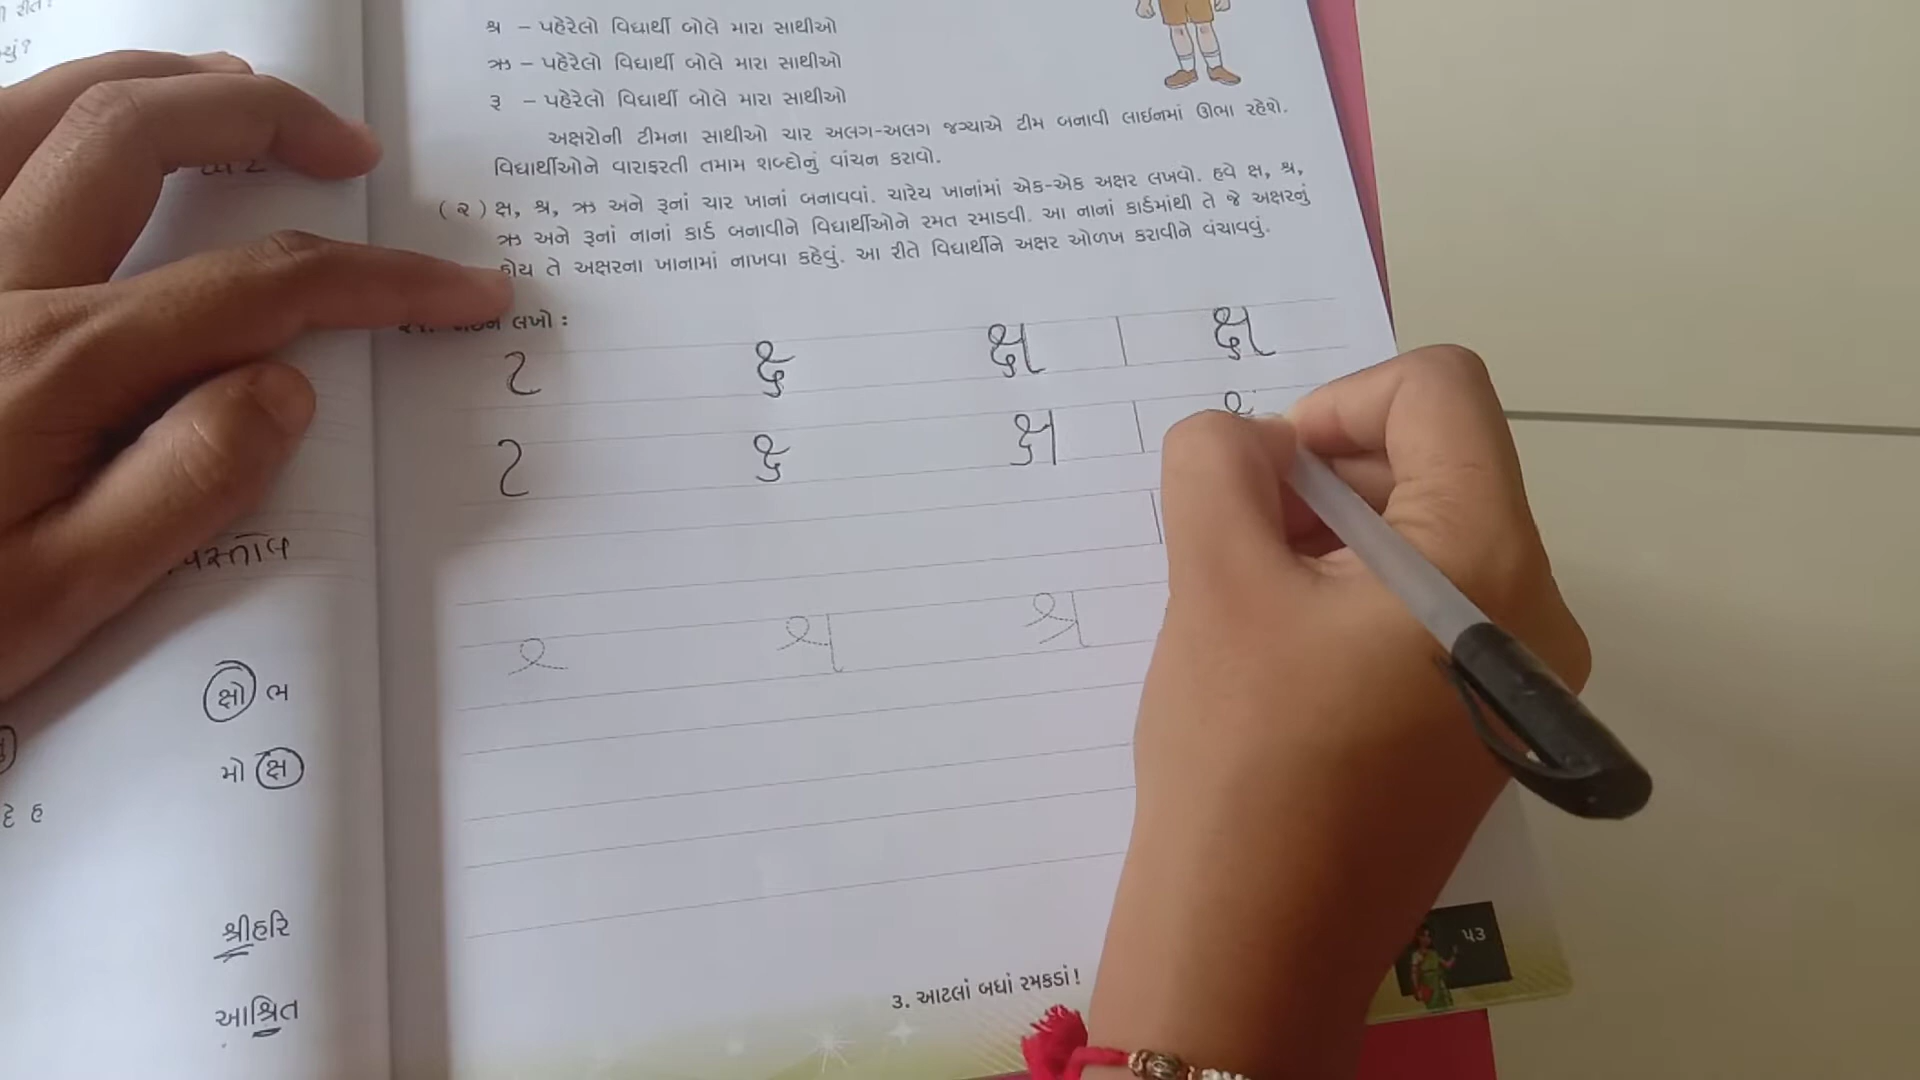 શ્ર – પહેરેલો વિદ્યાર્થી બોલે મારા સાથીઓ
ઋ – પહેરેલો વિદ્યાર્થી બોલે મારા સાથીઓ
રૂ – પહેરેલો વિદ્યાર્થી બોલે મારા સાથીઓ
અક્ષરોની ટીમના સાથીઓ ચાર અલગ-અલગ જગ્યાએ ટીમ બનાવી લાઈનમાં ઊભા રહેશે.
વિદ્યાર્થીઓને વારાફરતી તમામ શબ્દોનું વાંચન કરાવો.
(૨) ક્ષ, શ્ર, ઋ અને રૂનાં ચાર ખાનાં બનાવવાં. ચારેય ખાનાંમાં એક-એક અક્ષર લખવો. હવે ક્ષ, શ્ર,
ઋ અને રૂનાં નાનાં કાર્ડ બનાવીને વિદ્યાર્થીઓને રમત રમાડવી. આ નાનાં કાર્ડમાંથી તે જે અક્ષરનું
હોય તે અક્ષરના ખાનામાં નાખવા કહેવું. આ રીતે વિદ્યાર્થીને અક્ષર ઓળખ કરાવીને વંચાવવું.
લખો :
ક્ષ ક્ષ
ક્ષ
શ્ર
ક્ષો ભ
મો ક્ષ
દે હ
શ્રીહરિ
આશ્રિત
૩. આટલાં બધાં રમકડાં!
૫૩